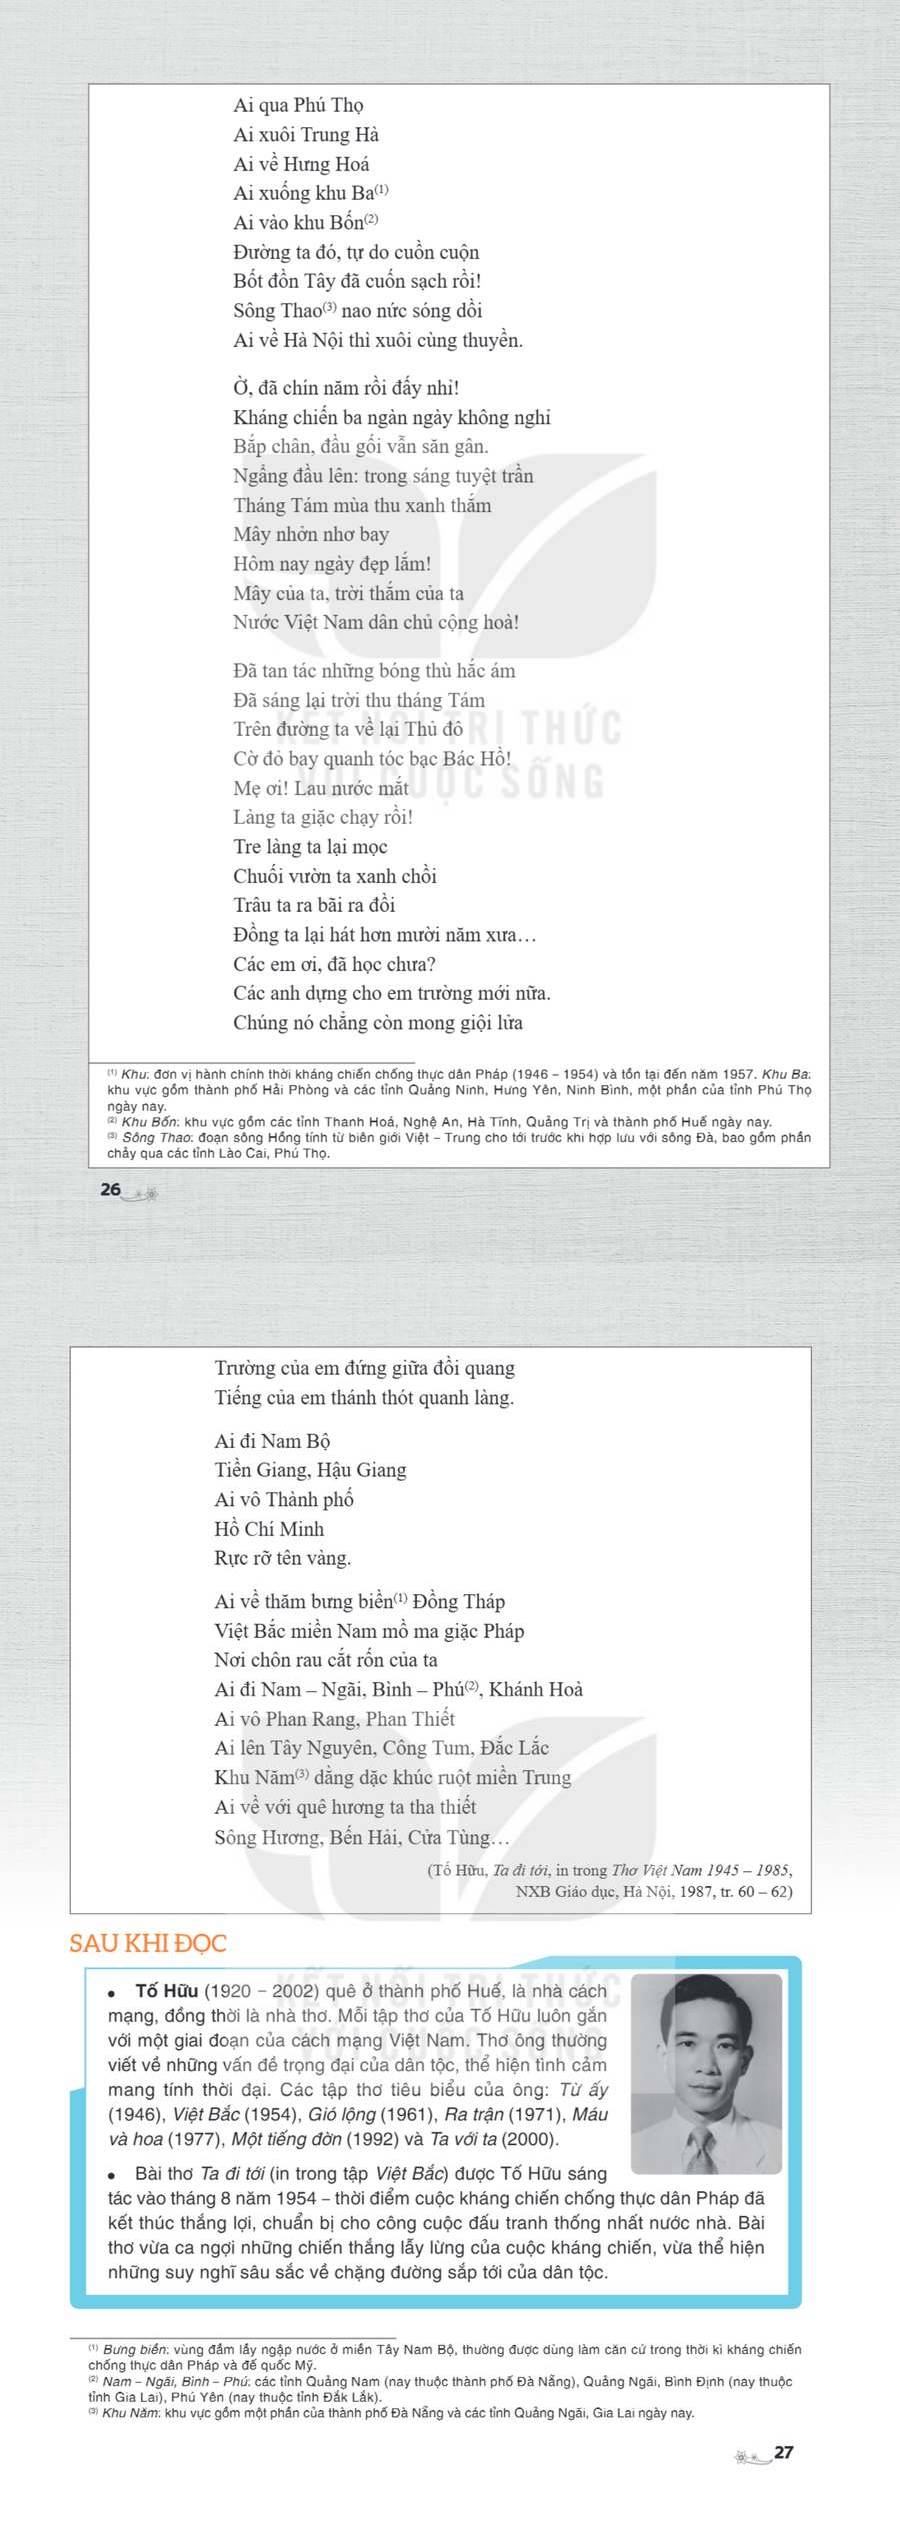 Ai qua Phú Thọ
Ai xuôi Trung Hà
Ai về Hưng Hoá
Ai xuống khu Ba(1)
Ai vào khu Bốn(2)
Đường ta đó, tự do cuồn cuộn
Bốt đồn Tây đã cuốn sạch rồi!
Sông Thao(3) nao nức sóng dồi
Ai về Hà Nội thì xuôi cùng thuyền.
Ờ, đã chín năm rồi đấy nhỉ!
Kháng chiến ba ngàn ngày không nghỉ
Bắp chân, đầu gối vẫn săn gân.
Ngẩng đầu lên: trong sáng tuyệt trần
Tháng Tám mùa thu xanh thắm
Mây nhởn nhơ bay
Hôm nay ngày đẹp lắm!
Mây của ta, trời thắm của ta
Nước Việt Nam dân chủ cộng hoà!
Đã tan tác những bóng thù hắc ám
Đã sáng lại trời thu tháng Tám
Trên đường ta về lại Thủ đô
Cờ đỏ bay quanh tóc bạc Bác Hồ!
Mẹ ơi! Lau nước mắt
Làng ta giặc chạy rồi!
Tre làng ta lại mọc
Chuối vườn ta xanh chồi
Trâu ta ra bãi ra đồi
Đồng ta lại hát hơn mười năm xưa…
Các em ơi, đã học chưa?
Các anh dựng cho em trường mới nữa.
Chúng nó chẳng còn mong giội lửa
KẾT NỐI TRI THỨC
VỚI CUỘC SỐNG
(1) Khu: đơn vị hành chính thời kháng chiến chống thực dân Pháp (1946 – 1954) và tồn tại đến năm 1957. Khu Ba:
khu vực gồm thành phố Hải Phòng và các tỉnh Quảng Ninh, Hưng Yên, Ninh Bình, một phần của tỉnh Phú Thọ
ngày nay.
(2) Khu Bốn: khu vực gồm các tỉnh Thanh Hoá, Nghệ An, Hà Tĩnh, Quảng Trị và thành phố Huế ngày nay.
(3) Sông Thao: đoạn sông Hồng tính từ biên giới Việt – Trung cho tới trước khi hợp lưu với sông Đà, bao gồm phần
chảy qua các tỉnh Lào Cai, Phú Thọ.
26
Trường của em đứng giữa đồi quang
Tiếng của em thánh thót quanh làng.
Ai đi Nam Bộ
Tiền Giang, Hậu Giang
Ai vô Thành phố
Hồ Chí Minh
Rực rỡ tên vàng.
Ai về thăm bưng biền(1) Đồng Tháp
Việt Bắc miền Nam mồ ma giặc Pháp
Nơi chôn rau cắt rốn của ta
Ai đi Nam – Ngãi, Bình – Phú(2), Khánh Hoà
Ai vô Phan Rang, Phan Thiết
Ai lên Tây Nguyên, Công Tum, Đắc Lắc
Khu Năm(3) dằng dặc khúc ruột miền Trung
Ai về với quê hương ta tha thiết
Sông Hương, Bến Hải, Cửa Tùng…
(Tố Hữu, Ta đi tới, in trong Thơ Việt Nam 1945 – 1985,
NXB Giáo dục, Hà Nội, 1987, tr. 60 – 62)
SAU KHI ĐỌC
KẾT NỐI TRI THỨC
VỚI CUỘC SỐNG
• Tố Hữu (1920 – 2002) quê ở thành phố Huế, là nhà cách
mạng, đồng thời là nhà thơ. Mỗi tập thơ của Tố Hữu luôn gắn
với một giai đoạn của cách mạng Việt Nam. Thơ ông thường
viết về những vấn đề trọng đại của dân tộc, thể hiện tình cảm
mang tính thời đại. Các tập thơ tiêu biểu của ông: Từ ấy
(1946), Việt Bắc (1954), Gió lộng (1961), Ra trận (1971), Máu
và hoa (1977), Một tiếng đờn (1992) và Ta với ta (2000).
• Bài thơ Ta đi tới (in trong tập Việt Bắc) được Tố Hữu sáng
tác vào tháng 8 năm 1954 – thời điểm cuộc kháng chiến chống thực dân Pháp đã
kết thúc thắng lợi, chuẩn bị cho công cuộc đấu tranh thống nhất nước nhà. Bài
thơ vừa ca ngợi những chiến thắng lẫy lừng của cuộc kháng chiến, vừa thể hiện
những suy nghĩ sâu sắc về chặng đường sắp tới của dân tộc.
(1) Bưng biền: vùng đầm lầy ngập nước ở miền Tây Nam Bộ, thường được dùng làm căn cứ trong thời kì kháng chiến
chống thực dân Pháp và đế quốc Mỹ.
(2) Nam – Ngãi, Bình – Phú: các tỉnh Quảng Nam (nay thuộc thành phố Đà Nẵng), Quảng Ngãi, Bình Định (nay thuộc
tỉnh Gia Lai), Phú Yên (nay thuộc tỉnh Đắk Lắk).
(3) Khu Năm: khu vực gồm một phần của thành phố Đà Nẵng và các tỉnh Quảng Ngãi, Gia Lai ngày nay.
27